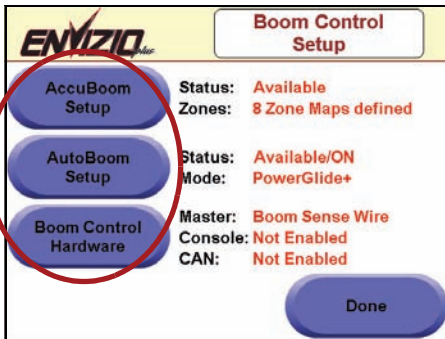 ENVIZIO plus
Boom Control
Setup
AccuBoom
Setup
Status: Available
Zones: 8 Zone Maps defined
AutoBoom
Setup
Status: Available/ON
Mode: PowerGlide+
Boom Control
Hardware
Master: Boom Sense Wire
Console: Not Enabled
CAN: Not Enabled
Done